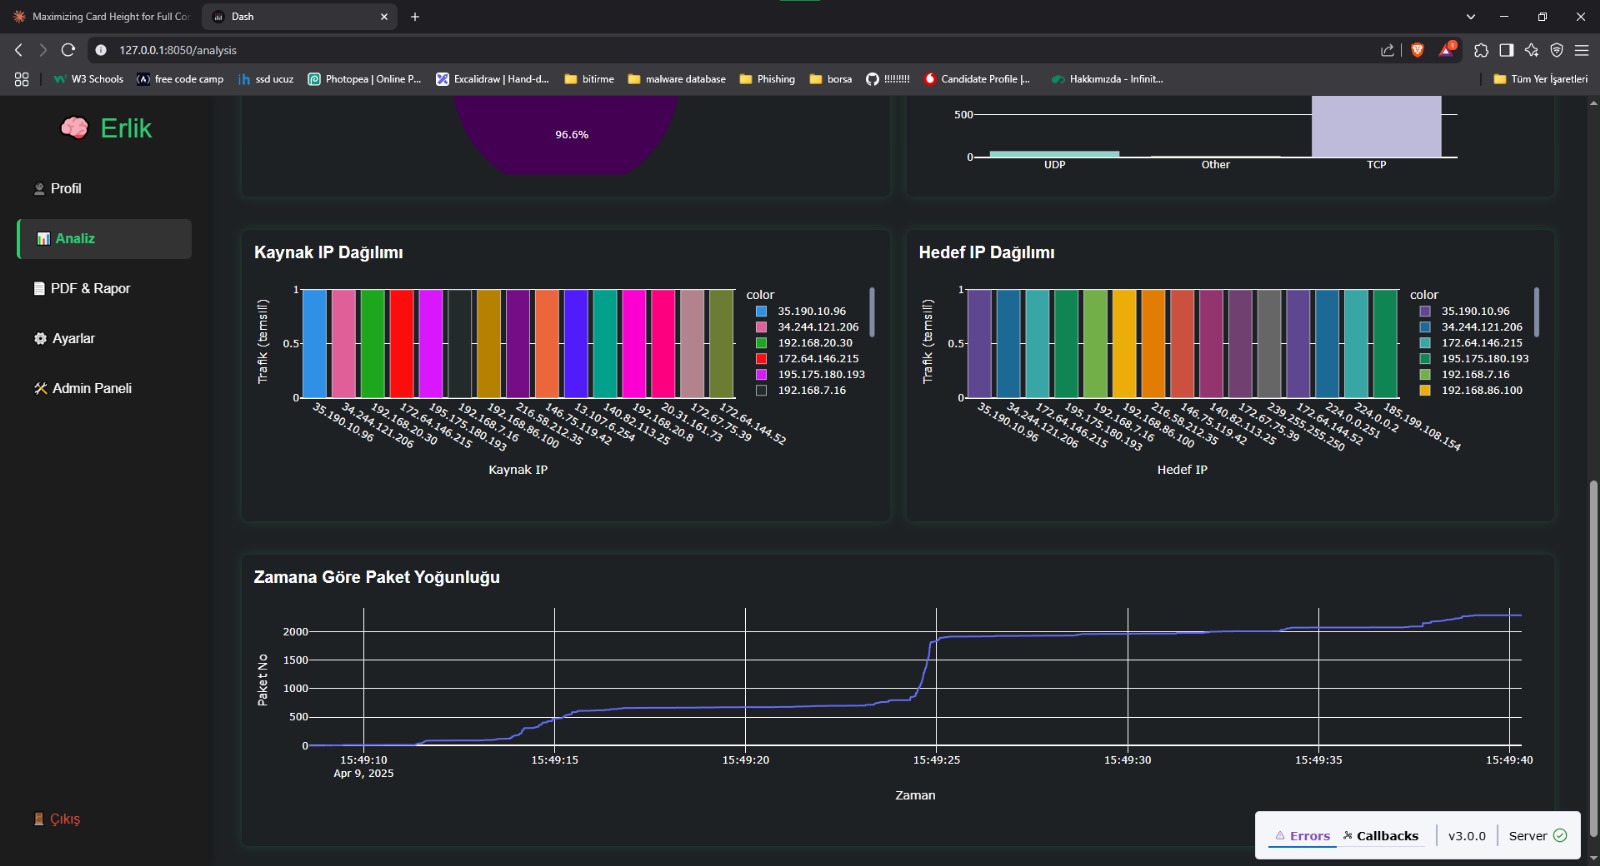 Maximizing Card Height for Full Cor
Dash
127.0.0.1:8050/analysis
W3 Schools
free code camp
ssd ucuz
Photopea | Online P...
Excalidraw | Hand-d...
bitirme
malware database
Phishing
borsa
!!!!!!!!!
Candidate Profile |...
Hakkımızda - Infinit...
Tüm Yer İşaretleri
Erlik
Profil
Analiz
PDF & Rapor
Ayarlar
Admin Paneli
Çıkış
96.6%
500
0
UDP
Other
TCP
Kaynak IP Dağılımı
Trafik (temsili)
1
0.5
0
35.190.10.96
34.244.121.206
192.168.20.30
172.64.146.215
195.175.180.193
192.168.7.16
192.168.86.100
216.58.212.35
146.75.119.42
13.107.6.254
140.82.113.25
192.168.20.8
20.31.161.73
172.67.75.39
172.64.144.52
Kaynak IP
color
35.190.10.96
34.244.121.206
192.168.20.30
172.64.146.215
195.175.180.193
192.168.7.16
Hedef IP Dağılımı
Trafik (temsili)
1
0.5
0
35.190.10.96
34.244.121.206
172.64.146.215
195.175.180.193
192.168.7.16
192.168.86.100
216.58.212.35
146.75.119.42
140.82.113.25
172.67.75.39
239.255.255.250
172.64.144.52
224.0.0.251
224.0.0.2
185.199.108.154
Hedef IP
color
35.190.10.96
34.244.121.206
172.64.146.215
195.175.180.193
192.168.7.16
192.168.86.100
Zamana Göre Paket Yoğunluğu
Paket No
2000
1500
1000
500
0
15:49:10
Apr 9, 2025
15:49:15
15:49:20
15:49:25
15:49:30
15:49:35
15:49:40
Zaman
Errors
Callbacks
v3.0.0
Server